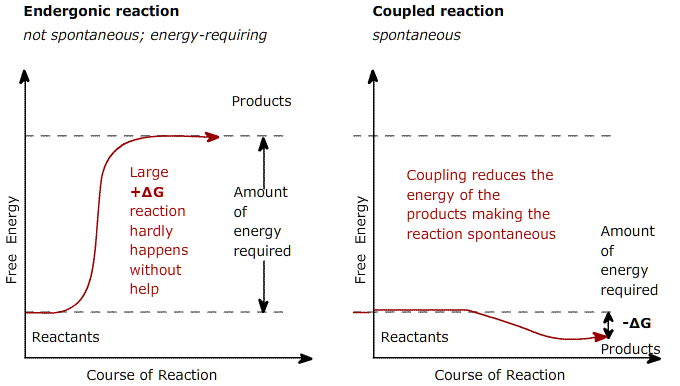 Endergonic reaction
not spontaneous; energy-requiring
Free Energy
Products
Large
+ΔG
reaction
hardly
happens
without
help
Amount
of
energy
required
Reactants
Course of Reaction
Coupled reaction
spontaneous
Free Energy
Coupling reduces the
energy of the
products making the
reaction spontaneous
Amount
of
energy
required
-ΔG
Reactants
Products
Course of Reaction